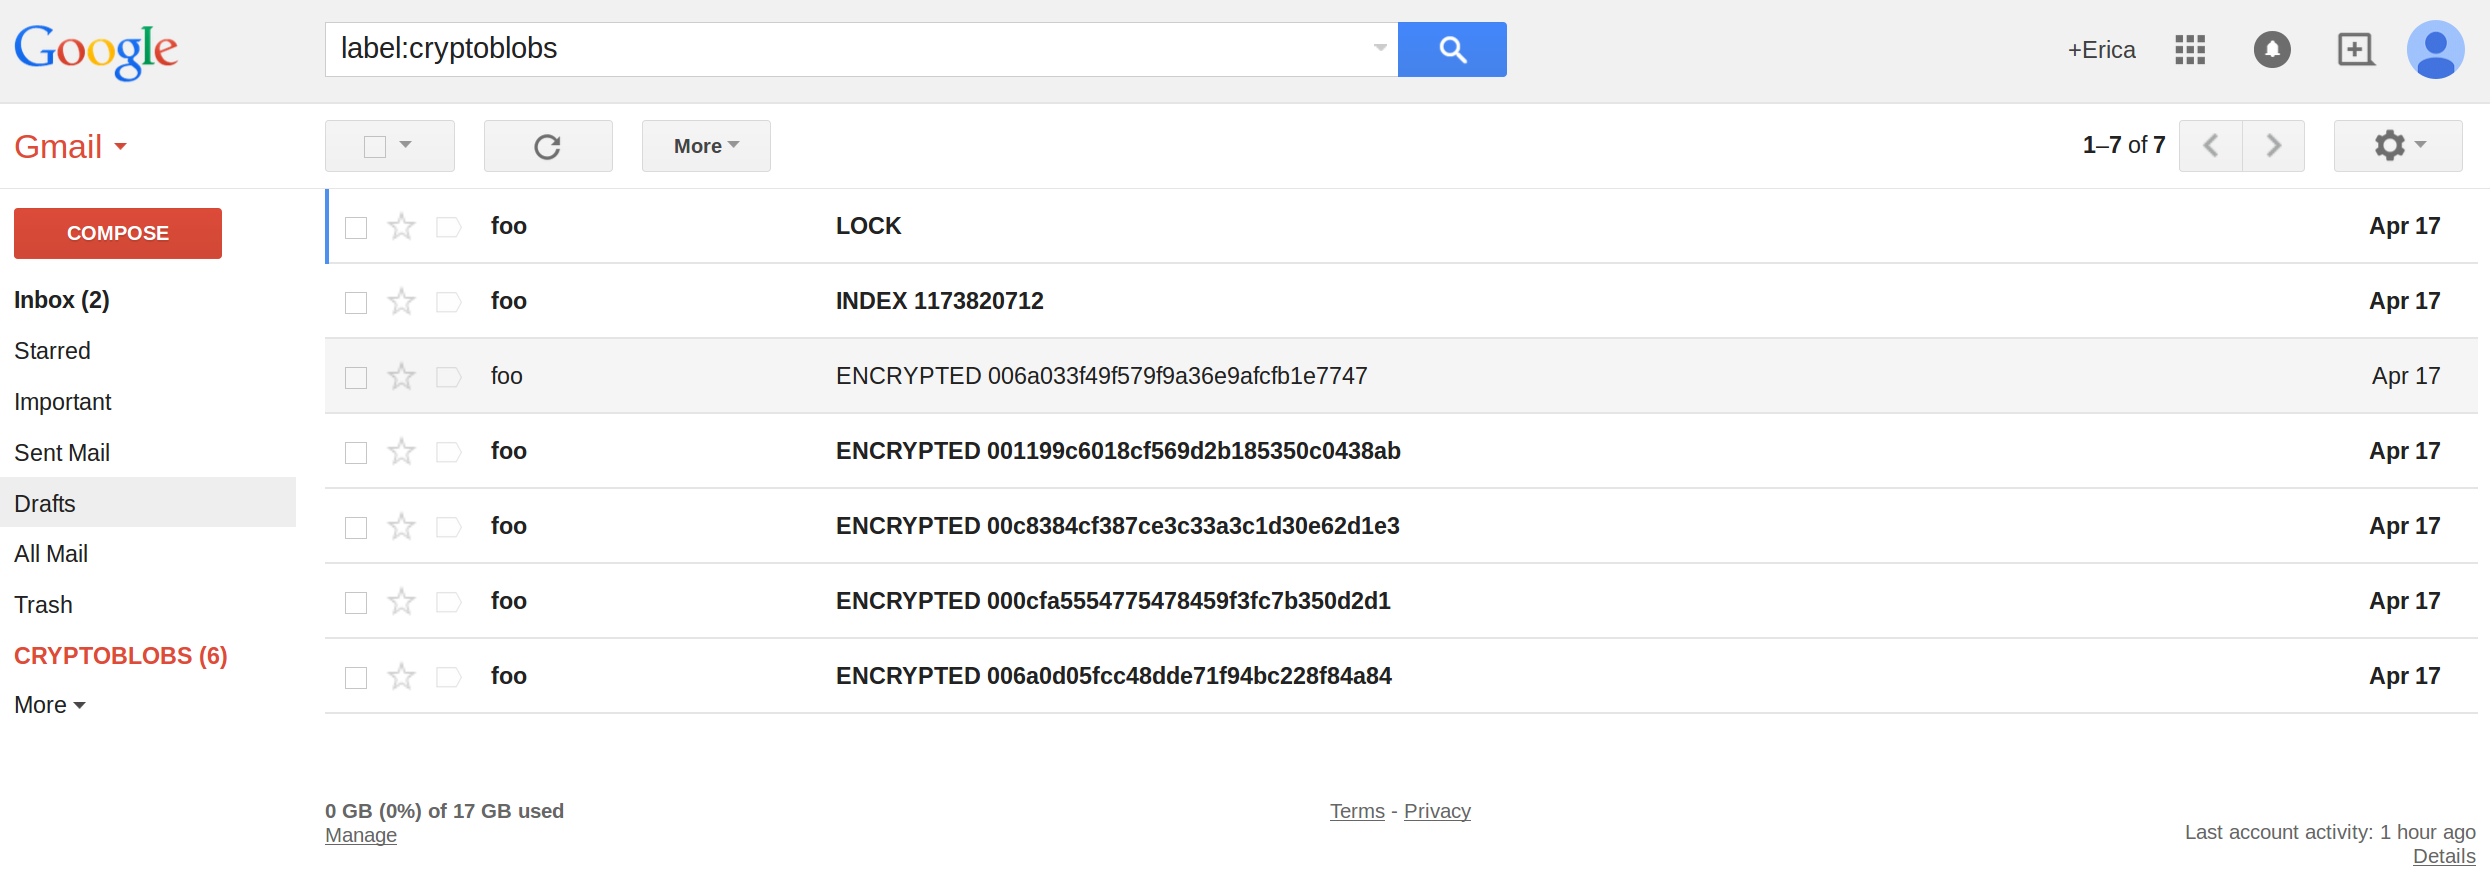 Google
label:cryptoblobs
+Erica
Gmail
More
1–7 of 7
COMPOSE
Inbox (2)
Starred
Important
Sent Mail
Drafts
All Mail
Trash
CRYPTOBLOBS (6)
More
foo LOCK Apr 17
foo INDEX 1173820712 Apr 17
foo ENCRYPTED 006a033f49f579f9a36e9afcfb1e7747 Apr 17
foo ENCRYPTED 001199c6018cf569d2b185350c0438ab Apr 17
foo ENCRYPTED 00c8384cf387ce3c33a3c1d30e62d1e3 Apr 17
foo ENCRYPTED 000cfa5554775478459f3fc7b350d2d1 Apr 17
foo ENCRYPTED 006a0d05fcc48dde71f94bc228f84a84 Apr 17
0 GB (0%) of 17 GB used
Manage
Terms - Privacy
Last account activity: 1 hour ago
Details